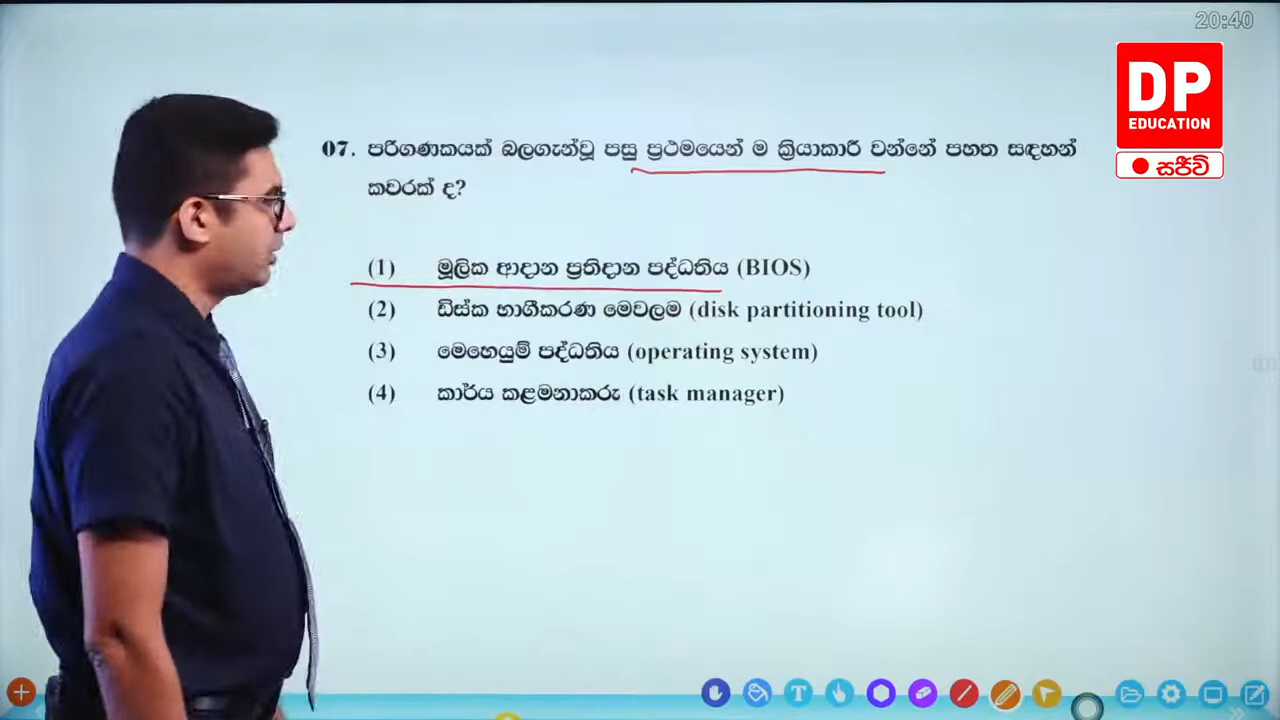 20:40
DP
EDUCATION
සජීවි
07. පරිගණකයක් බලගැන්වූ පසු ප්‍රථමයෙන් ම ක්‍රියාකාරී වන්නේ පහත සඳහන්
කවරක් ද?
(1) මූලික ආදාන ප්‍රතිදාන පද්ධතිය (BIOS)
(2) ඩිස්ක භාගීකරණ මෙවලම (disk partitioning tool)
(3) මෙහෙයුම් පද්ධතිය (operating system)
(4) කාර්ය කළමනාකරු (task manager)